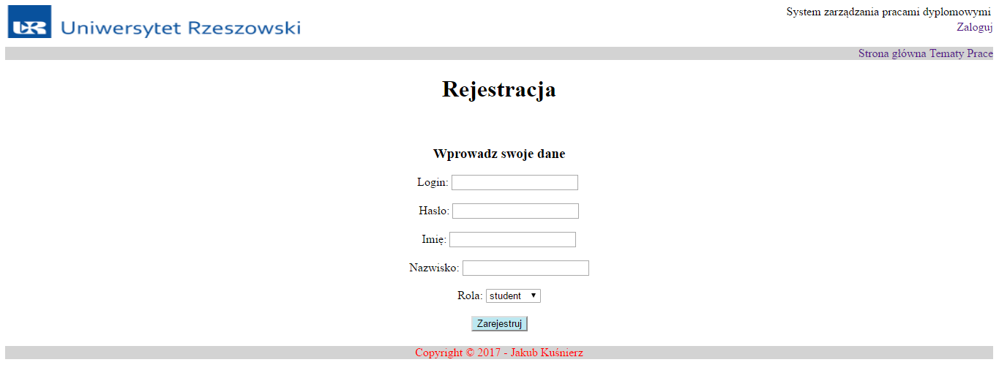 UR Uniwersytet Rzeszowski
System zarządzania pracami dyplomowymi
Zaloguj
Strona główna Tematy Prace
Rejestracja
Wprowadz swoje dane
Login:
Hasło:
Imię:
Nazwisko:
Rola: student
Zarejestruj
Copyright © 2017 - Jakub Kuśnierz